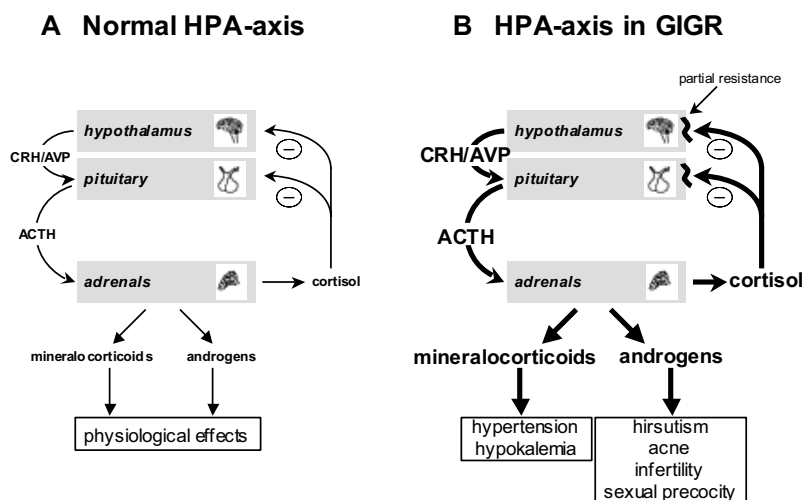 A Normal HPA-axis
hypothalamus
CRH/AVP
pituitary
ACTH
adrenals
cortisol
mineralocorticoids
androgens
physiological effects
−
−
B HPA-axis in GIGR
partial resistance
hypothalamus
CRH/AVP
pituitary
ACTH
adrenals
cortisol
mineralocorticoids
androgens
hypertension
hypokalemia
hirsutism
acne
infertility
sexual precocity
−
−